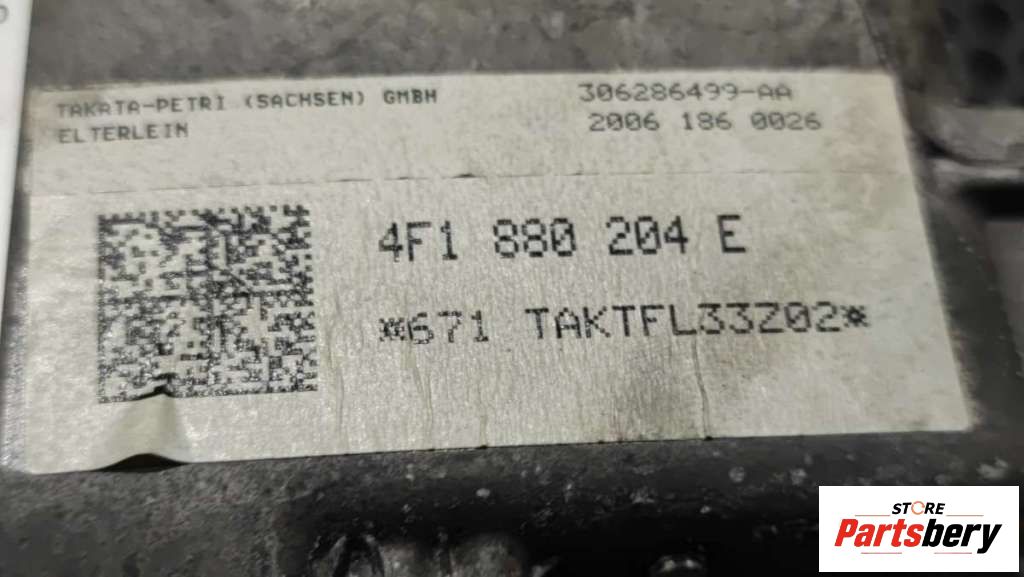 TAKATA-PETRI (SACHSEN) GMBH
ELTERLEIN
306286499-AA
2006 186 0026
4F1 880 204 E
*671 TAKTFL33Z02*
STORE
Partsbery